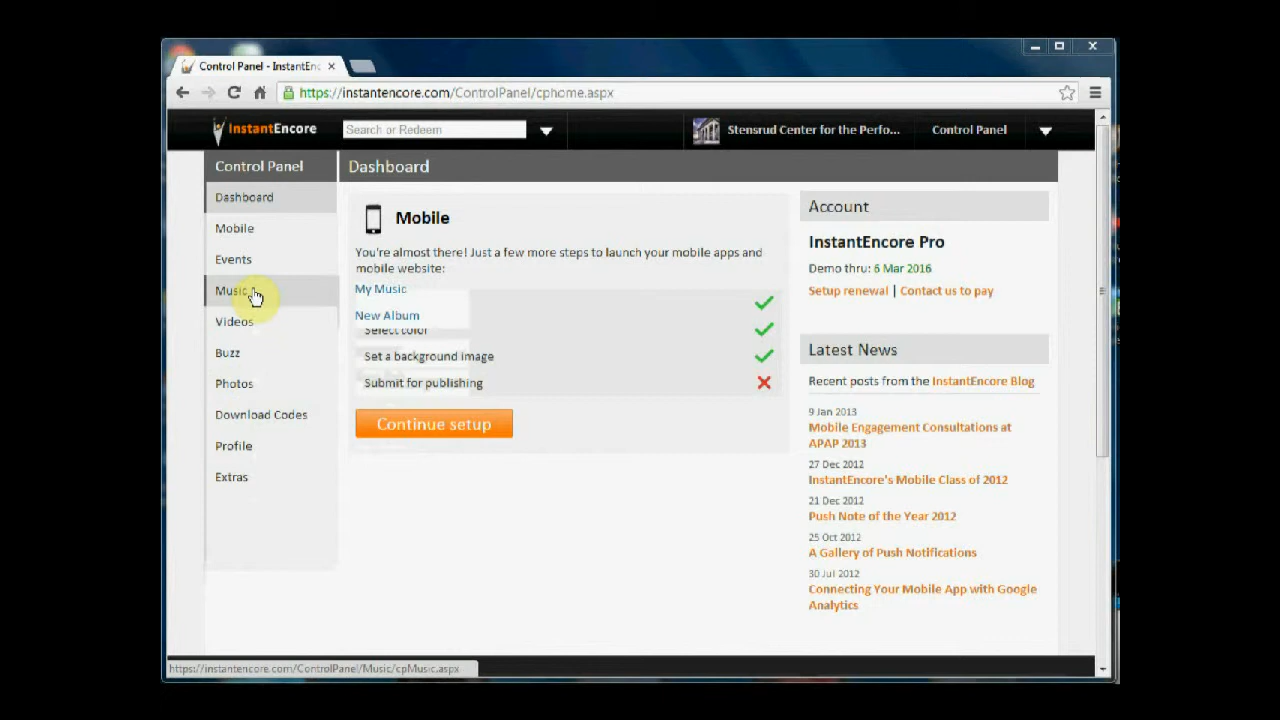 Control Panel - InstantEnc
https://instantencore.com/ControlPanel/cphome.aspx
InstantEncore
Search or Redeem
Stensrud Center for the Perfo...
Control Panel
Control Panel
Dashboard
Mobile
Events
Music
Videos
Buzz
Photos
Download Codes
Profile
Extras
Dashboard
Mobile
You're almost there! Just a few more steps to launch your mobile apps and
mobile website:
My Music
New Album
Select color
Set a background image
Submit for publishing
Continue setup
Account
InstantEncore Pro
Demo thru: 6 Mar 2016
Setup renewal | Contact us to pay
Latest News
Recent posts from the InstantEncore Blog
9 Jan 2013
Mobile Engagement Consultations at
APAP 2013
27 Dec 2012
InstantEncore's Mobile Class of 2012
21 Dec 2012
Push Note of the Year 2012
25 Oct 2012
A Gallery of Push Notifications
30 Jul 2012
Connecting Your Mobile App with Google
Analytics
https://instantencore.com/ControlPanel/Music/cpMusic.aspx